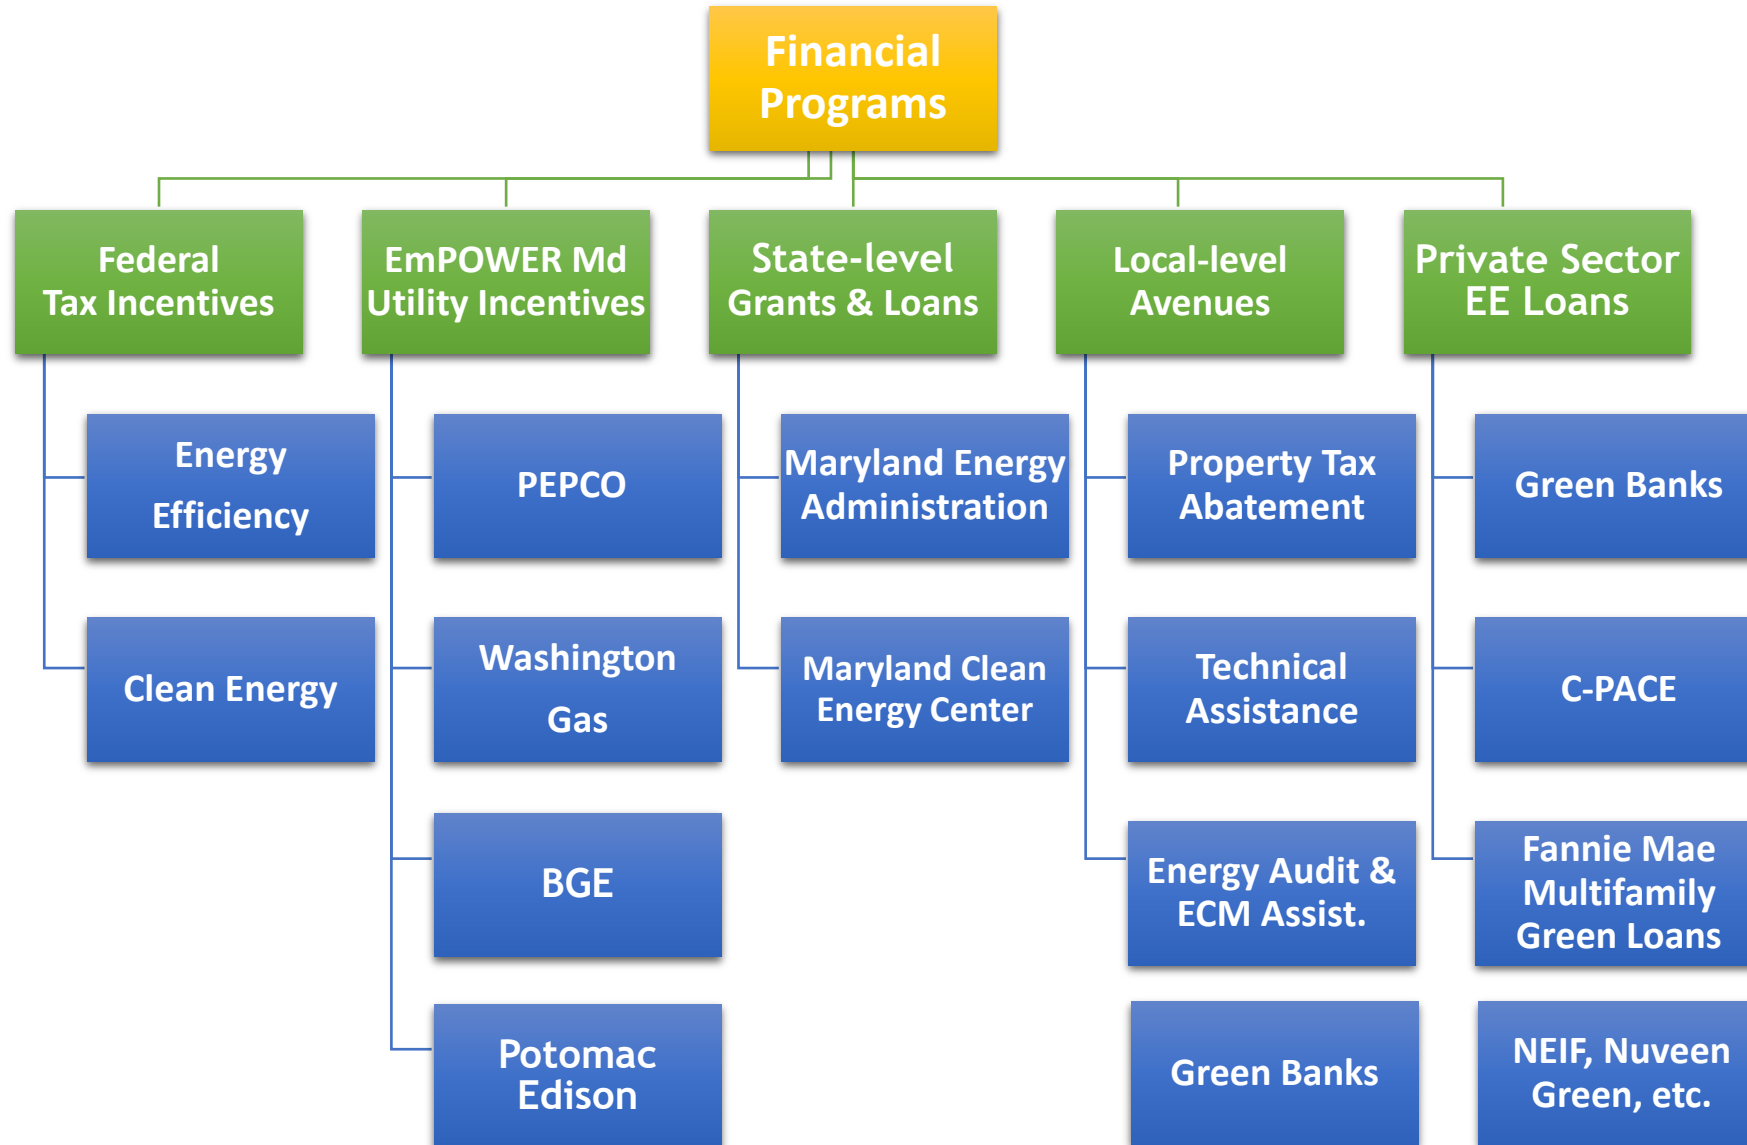 Financial
Programs
Federal
Tax Incentives
EmPOWER Md
Utility Incentives
State-level
Grants & Loans
Local-level
Avenues
Private Sector
EE Loans
Energy
Efficiency
Clean Energy
PEPCO
Washington
Gas
BGE
Potomac
Edison
Maryland Energy
Administration
Maryland Clean
Energy Center
Property Tax
Abatement
Technical
Assistance
Energy Audit &
ECM Assist.
Green Banks
Green Banks
C-PACE
Fannie Mae
Multifamily
Green Loans
NEIF, Nuveen
Green, etc.